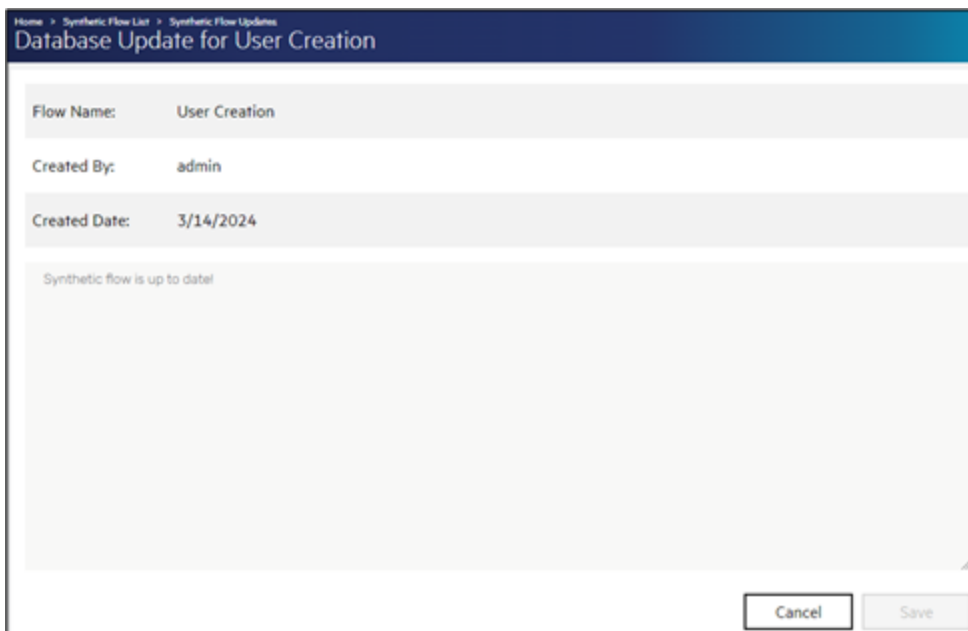 Home > Synthetic Flow List > Synthetic Flow Updates
Database Update for User Creation
Flow Name: User Creation
Created By: admin
Created Date: 3/14/2024
Synthetic flow is up to date!
Cancel Save